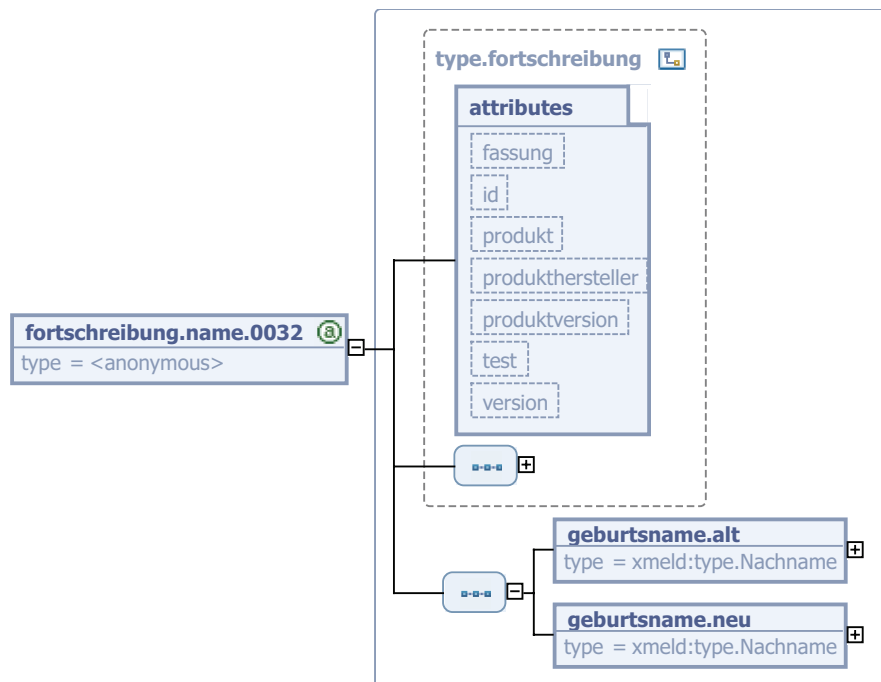 type.fortschreibung
attributes
fassung
id
produkt
produkthersteller
produktversion
test
version
fortschreibung.name.0032 a
type = <anonymous>
geburtsname.alt
type = xmeld:type.Nachname
geburtsname.neu
type = xmeld:type.Nachname